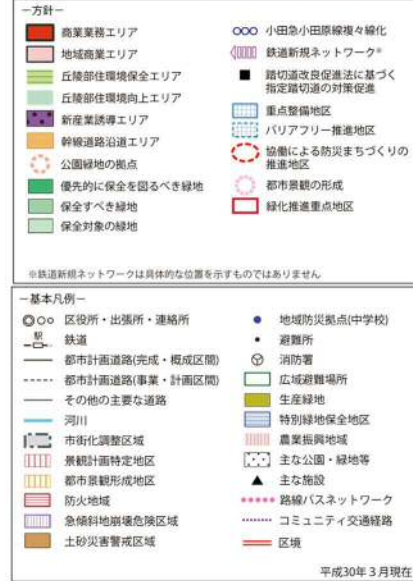 −方針−
商業業務エリア
地域商業エリア
丘陵部住環境保全エリア
丘陵部住環境向上エリア
新産業誘導エリア
幹線道路沿道エリア
公園緑地の拠点
優先的に保全を図るべき緑地
保全すべき緑地
保全対象の緑地
小田急小田原線複々線化
鉄道新規ネットワーク※
踏切道改良促進法に基づく
指定踏切道の対策促進
重点整備地区
バリアフリー推進地区
協働による防災まちづくりの
推進地区
都市景観の形成
緑化推進重点地区
※鉄道新規ネットワークは具体的な位置を示すものではありません
−基本凡例−
区役所・出張所・連絡所
駅
鉄道
都市計画道路(完成・概成区間)
都市計画道路(事業・計画区間)
その他の主要な道路
河川
市街化調整区域
景観計画特定地区
都市景観形成地区
防火地域
急傾斜地崩壊危険区域
土砂災害警戒区域
地域防災拠点(中学校)
避難所
消防署
広域避難場所
生産緑地
特別緑地保全地区
農業振興地域
主な公園・緑地等
主な施設
路線バスネットワーク
コミュニティ交通経路
区境
平成30年3月現在